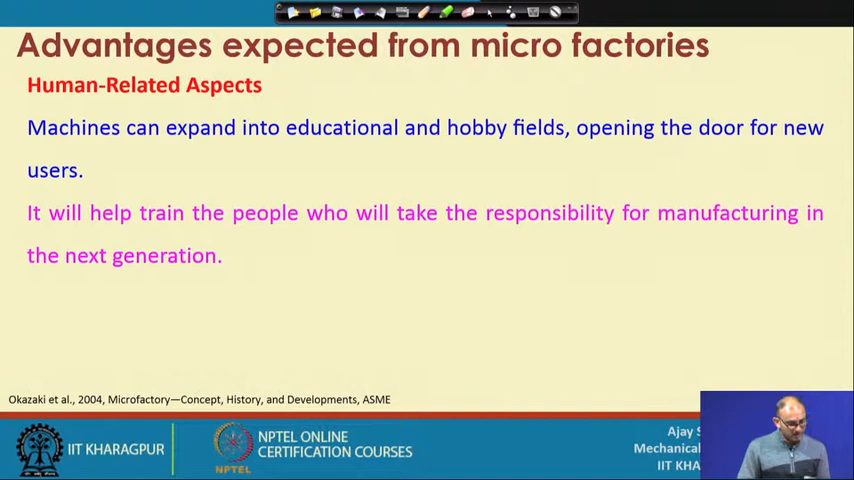 Advantages expected from micro factories
Human-Related Aspects
Machines can expand into educational and hobby fields, opening the door for new
users.
It will help train the people who will take the responsibility for manufacturing in
the next generation.
Okazaki et al., 2004, Microfactory—Concept, History, and Developments, ASME
IIT KHARAGPUR
NPTEL
NPTEL ONLINE
CERTIFICATION COURSES
Ajay
Mechanical
IIT KHA